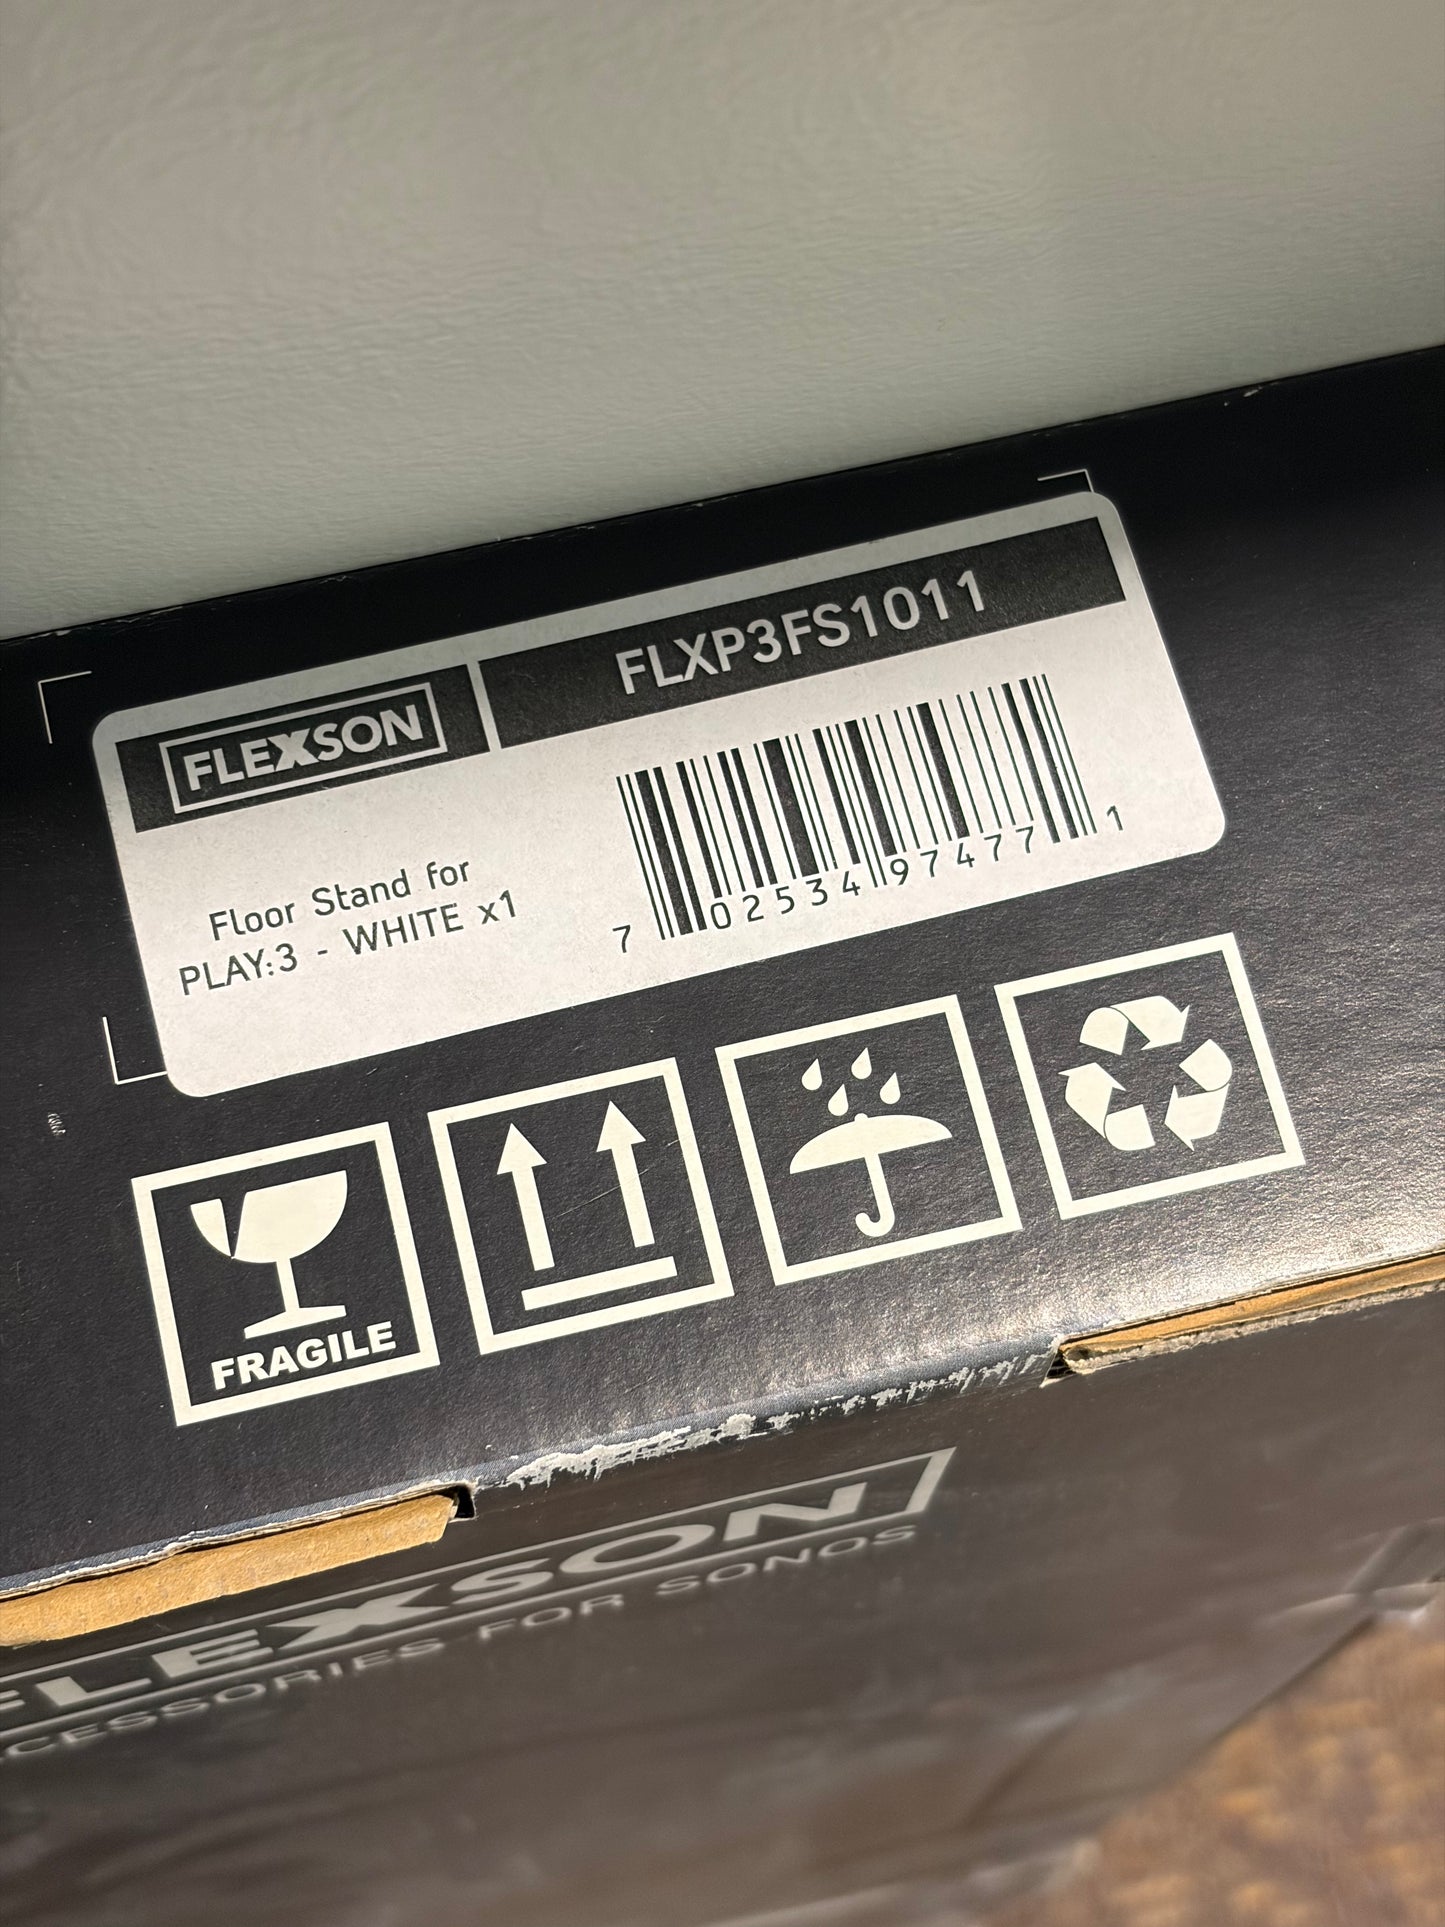 FLEXSON
FLXP3FS1011
Floor Stand for
PLAY:3 - WHITE x1
7 02534 97477 1
FRAGILE
FLEXSON
ACCESSORIES FOR SONOS